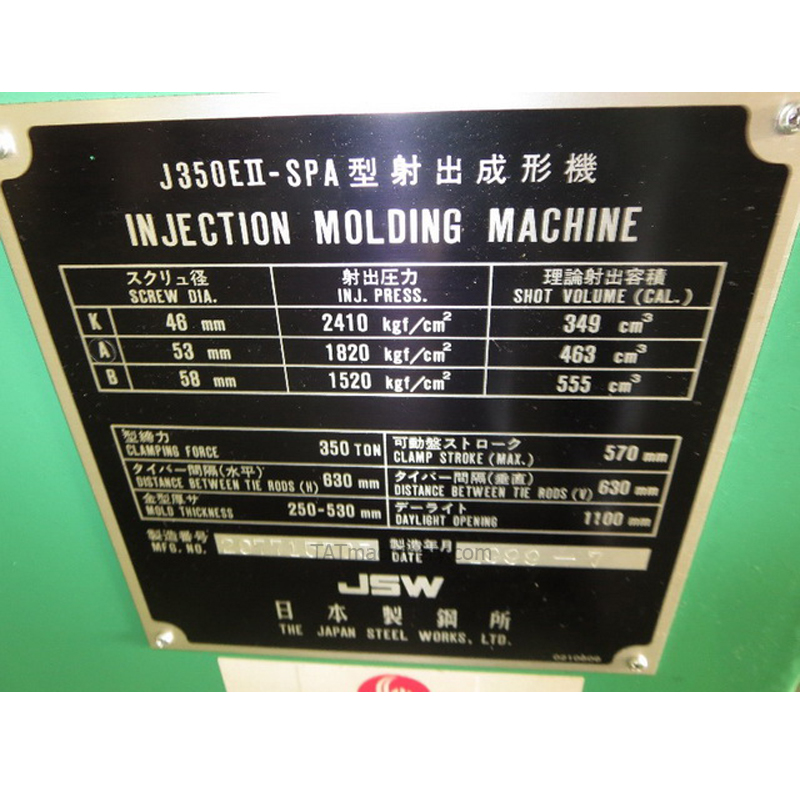 J350EⅡ-SPA型射出成形機
INJECTION MOLDING MACHINE
スクリュ径 射出圧力 理論射出容積
SCREW DIA. INJ. PRESS. SHOT VOLUME (CAL.)
K 46 mm 2410 kgf/cm² 349 cm³
A 53 mm 1820 kgf/cm² 463 cm³
B 58 mm 1520 kgf/cm² 555 cm³
型締力 可動盤ストローク
CLAMPING FORCE 350 TON CLAMP STROKE (MAX.) 570 mm
タイバー間隔(水平) タイバー間隔(垂直)
DISTANCE BETWEEN TIE RODS (H) 630 mm DISTANCE BETWEEN TIE RODS (V) 630 mm
金型厚サ デーライト
MOLD THICKNESS 250-530 mm DAYLIGHT OPENING 1100 mm
製造番号 製造年月
MFG. NO. DATE
JSW
日本製鋼所
THE JAPAN STEEL WORKS, LTD.